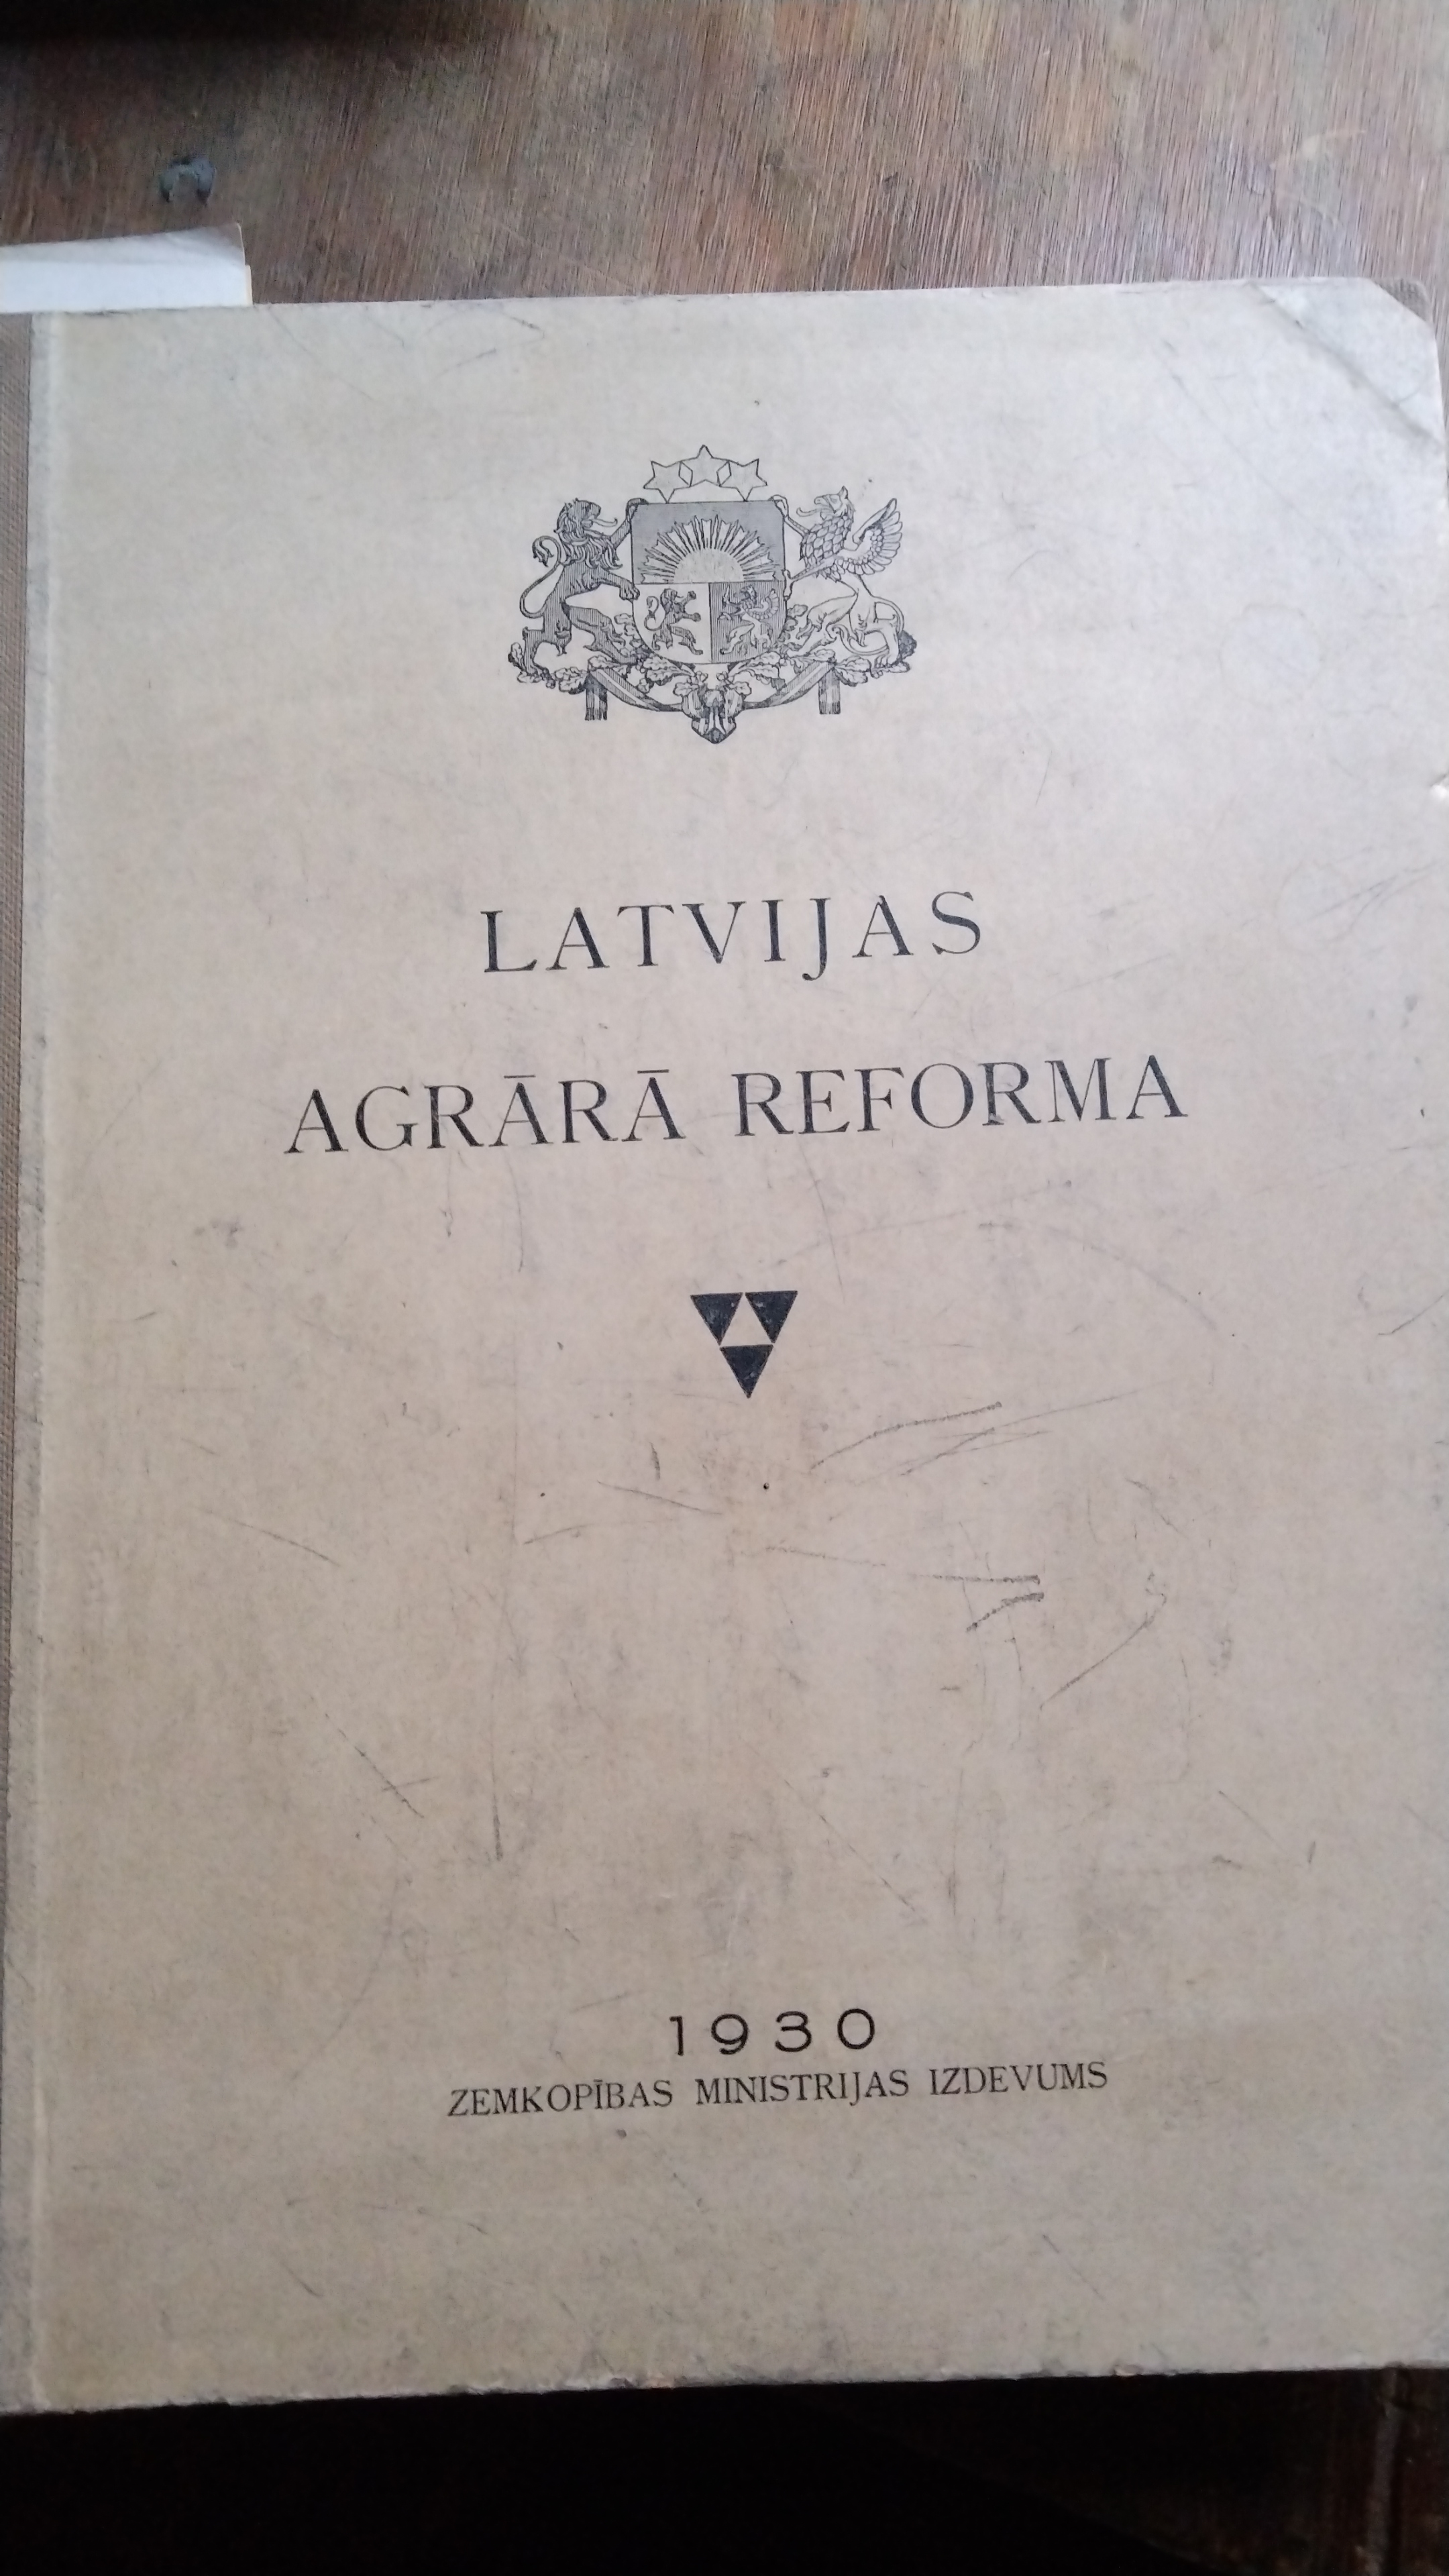 LATVIJAS
AGRĀRĀ REFORMA
1930
ZEMKOPĪBAS MINISTRIJAS IZDEVUMS